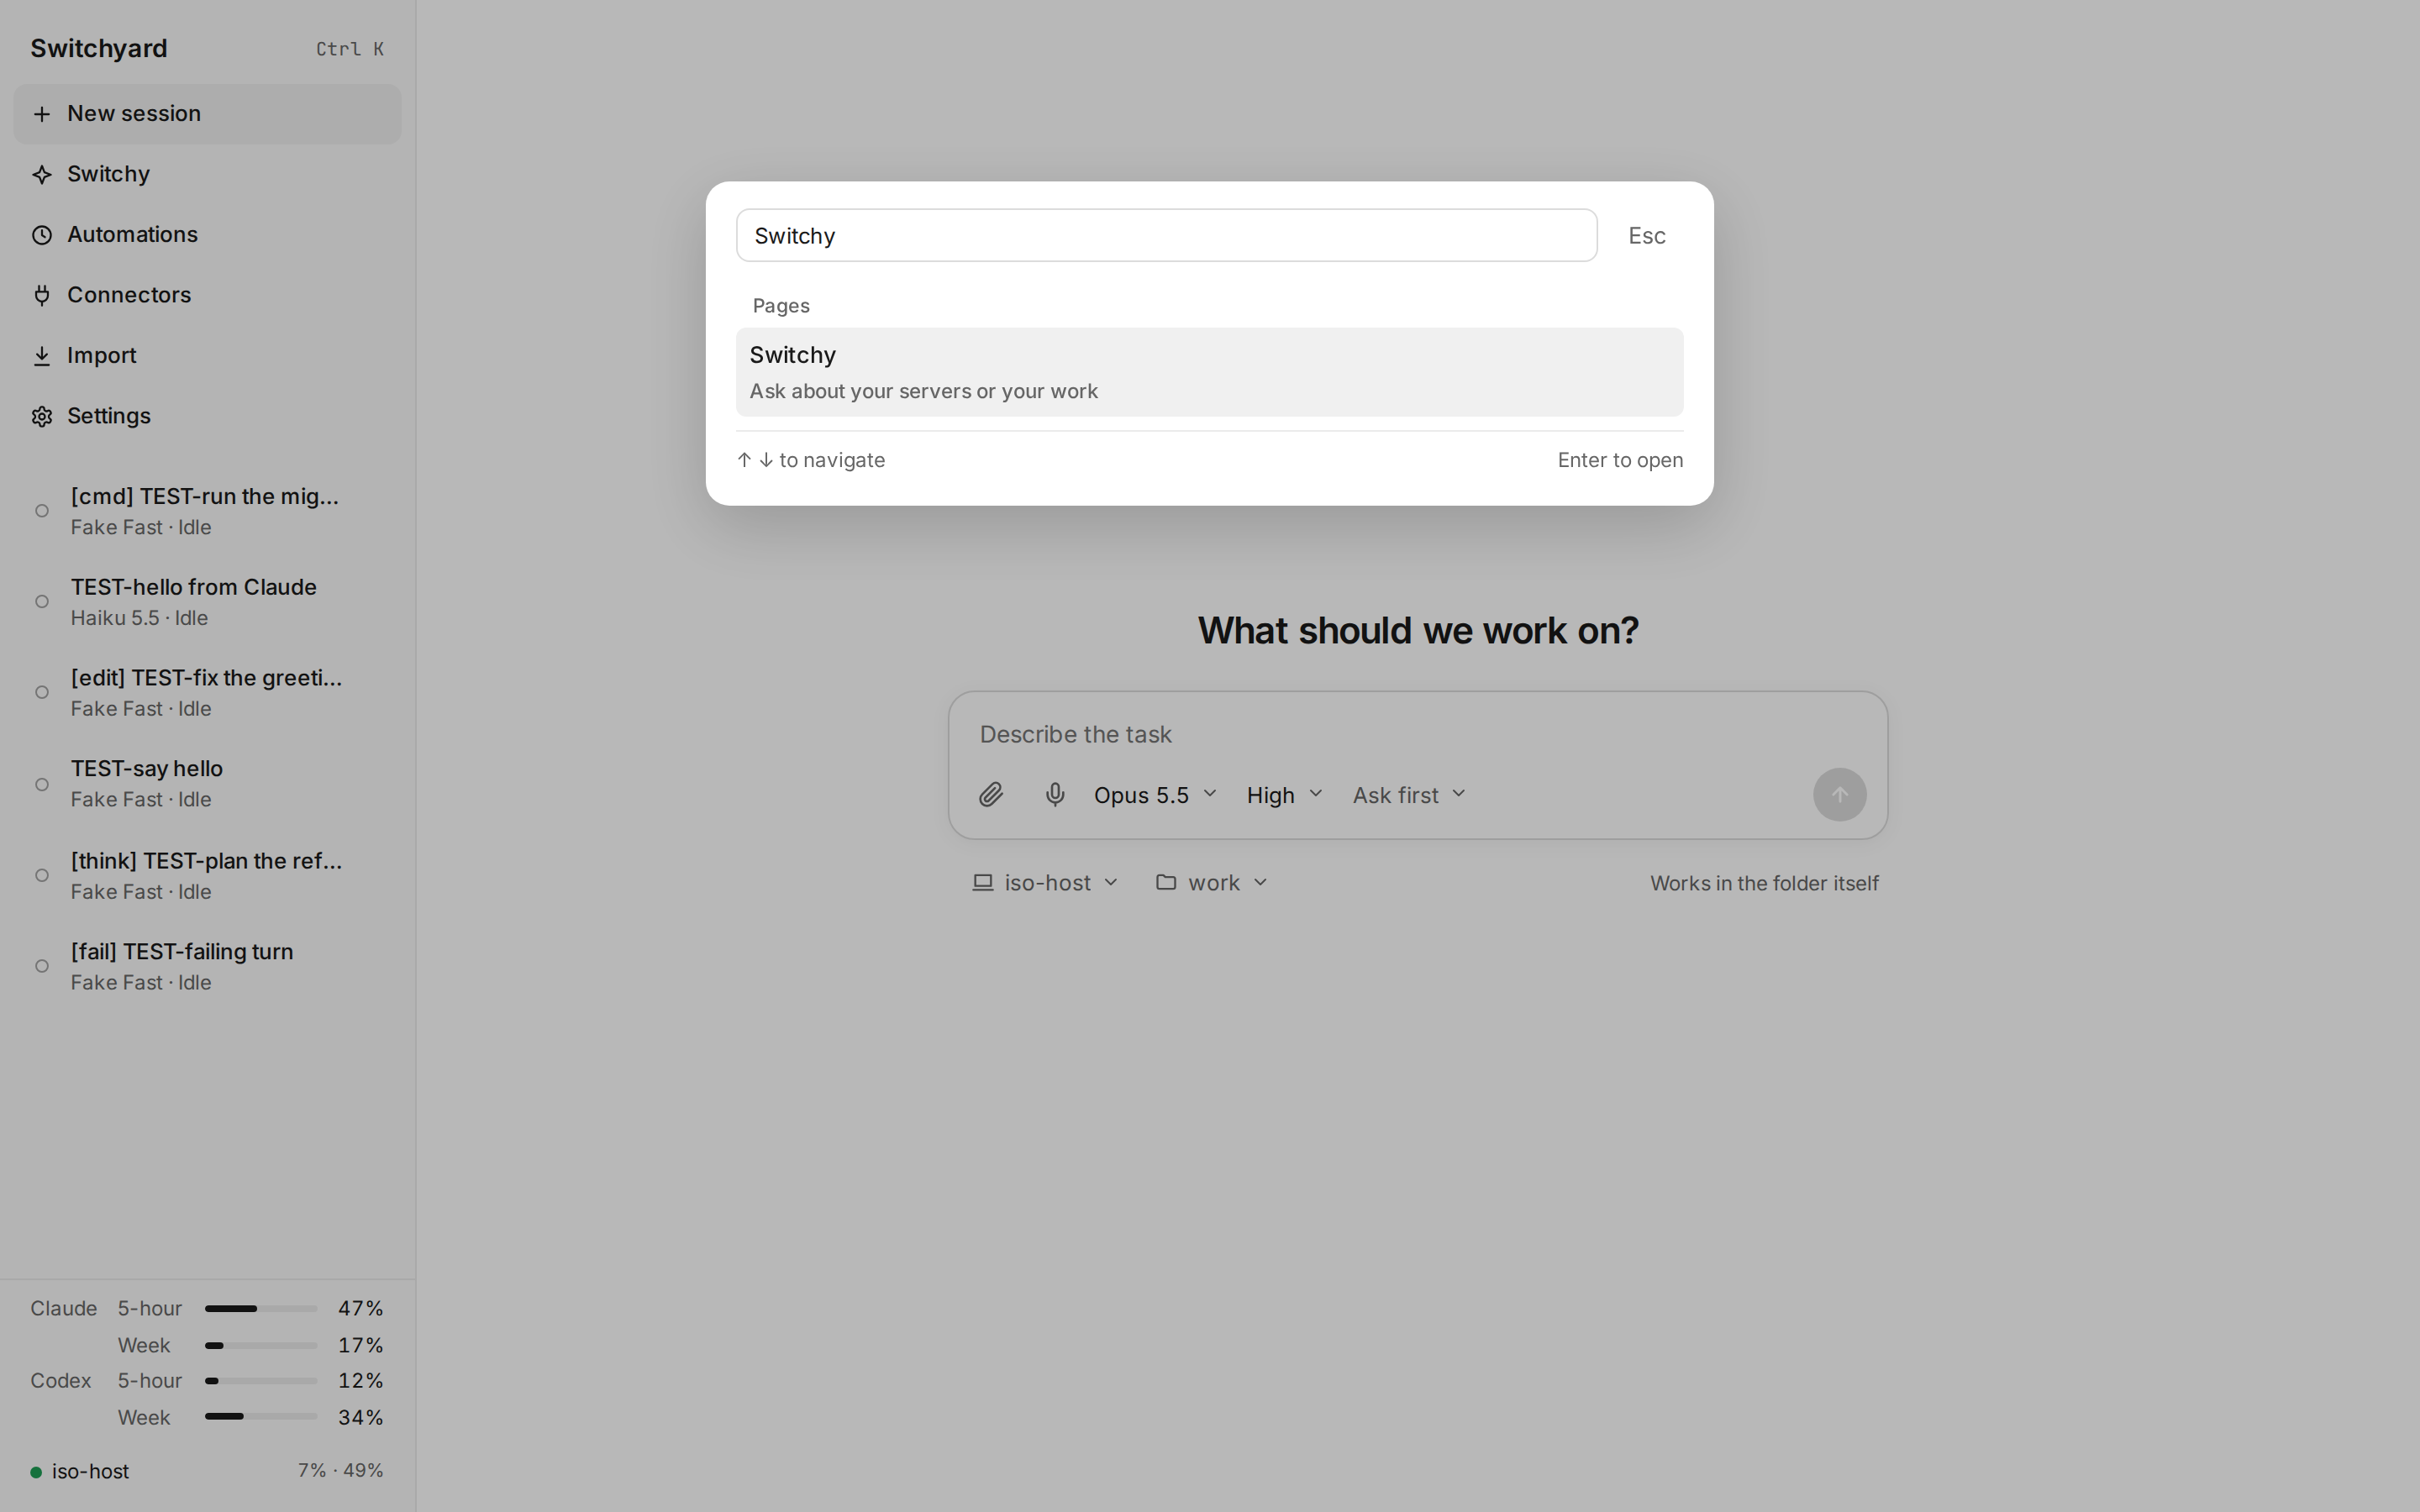 Switchyard Ctrl K
New session
Switchy
Automations
Connectors
Import
Settings
[cmd] TEST-run the mig...
Fake Fast · Idle
TEST-hello from Claude
Haiku 5.5 · Idle
[edit] TEST-fix the greeti...
Fake Fast · Idle
TEST-say hello
Fake Fast · Idle
[think] TEST-plan the ref...
Fake Fast · Idle
[fail] TEST-failing turn
Fake Fast · Idle
Claude 5-hour 47%
Week 17%
Codex 5-hour 12%
Week 34%
iso-host 7% · 49%
Switchy Esc
Pages
Switchy
Ask about your servers or your work
↑ ↓ to navigate Enter to open
What should we work on?
Describe the task
Opus 5.5 High Ask first
iso-host work Works in the folder itself